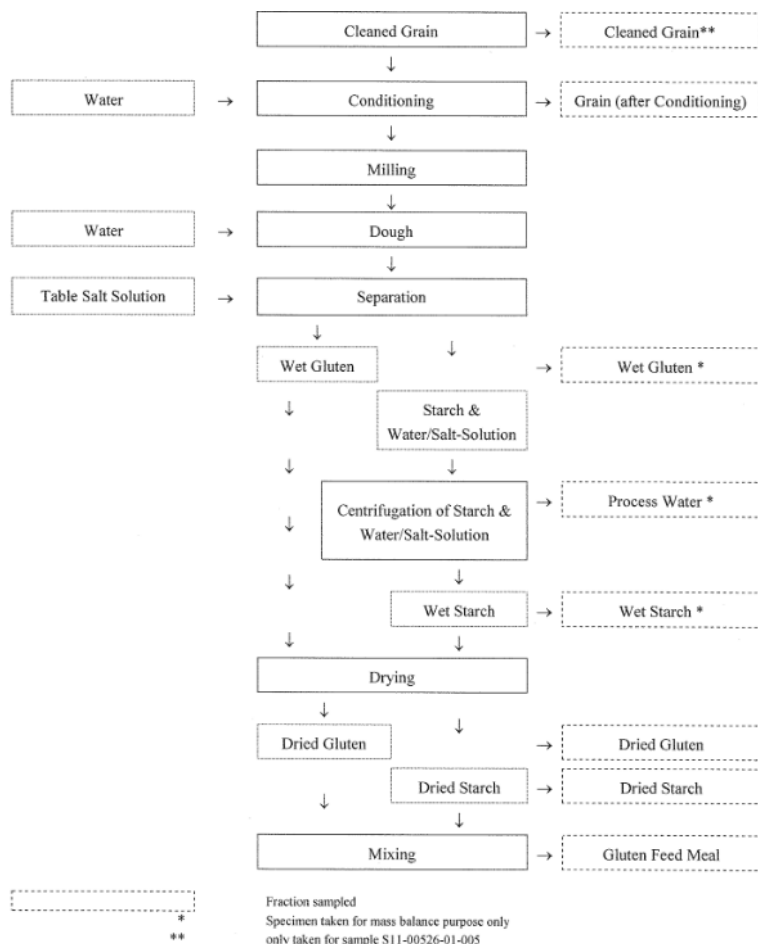 Cleaned Grain → Cleaned Grain**
↓
Water → Conditioning → Grain (after Conditioning)
↓
Milling
↓
Water → Dough
↓
Table Salt Solution → Separation
↓ ↓
Wet Gluten → Wet Gluten *
↓ Starch &
Water/Salt-Solution
↓ ↓
Centrifugation of Starch & → Process Water *
↓ Water/Salt-Solution
↓ ↓
Wet Starch → Wet Starch *
↓ ↓
Drying
↓ ↓
Dried Gluten → Dried Gluten
Dried Starch → Dried Starch
↓ ↓
Mixing → Gluten Feed Meal
Fraction sampled
* Specimen taken for mass balance purpose only
** only taken for sample S11-00526-01-005